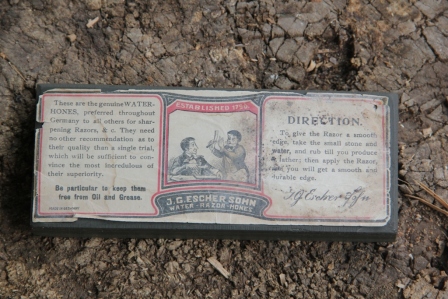 These are the genuine WATER-
HONES, preferred throughout
Germany to all others for shar-
pening Razors, & c. They need
no other recommendation as to
their quality than a single trial,
which will be sufficient to con-
vince the most incredulous of
their superiority.
Be particular to keep them
free from Oil and Grease.
ESTABLISHED
J.G. ESCHER, SOHN
WATER-RAZOR-HONES
DIRECTION.
To give the Razor a smooth
edge, take the small stone and
water, and rub till you produce
a father; then apply the Razor,
and you will get a smooth and
durable edge.
J.G. Escher